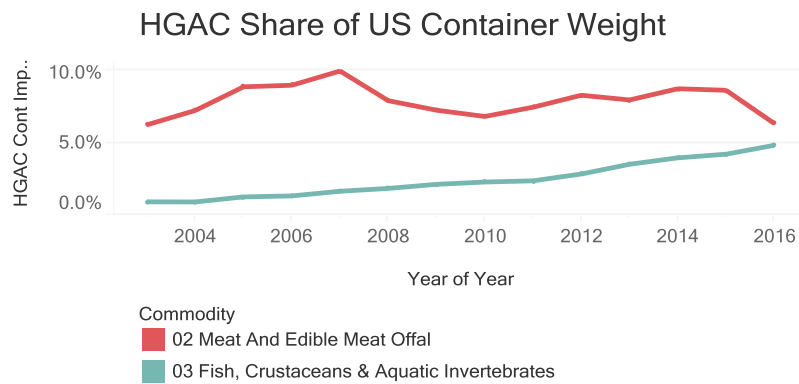 HGAC Share of US Container Weight
HGAC Cont Imp..
10.0%
5.0%
0.0%
2004 2006 2008 2010 2012 2014 2016
Year of Year
Commodity
02 Meat And Edible Meat Offal
03 Fish, Crustaceans & Aquatic Invertebrates